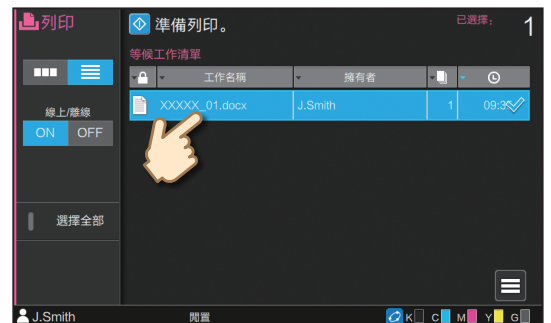 列印
準備列印。
已選擇：
1
等候工作清單
工作名稱
擁有者
XXXXX_01.docx
J.Smith
1
線上/離線
ON
OFF
選擇全部
J.Smith
閒置
K
C
M
Y
G